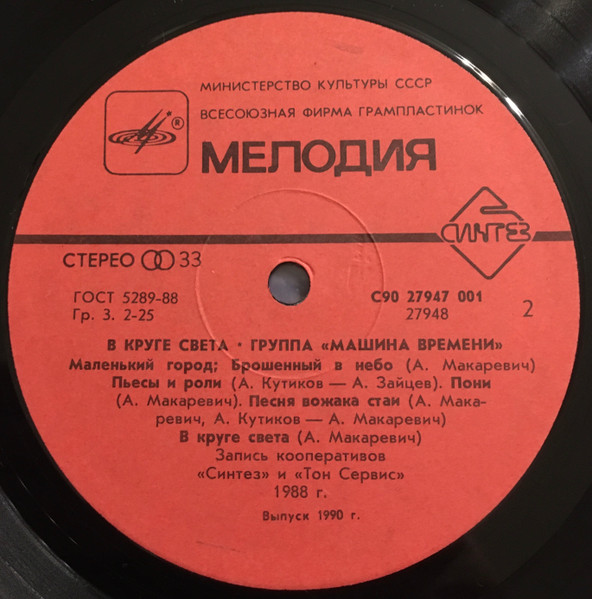 МИНИСТЕРСТВО КУЛЬТУРЫ СССР
ВСЕСОЮЗНАЯ ФИРМА ГРАМПЛАСТИНОК
®
МЕЛОДИЯ
СИНТЕЗ
СТЕРЕО 33
ГОСТ 5289-88
Гр. 3. 2-25
С90 27947 001
27948
2
В КРУГЕ СВЕТА · ГРУППА «МАШИНА ВРЕМЕНИ»
Маленький город; Брошенный в небо (А. Макаревич)
Пьесы и роли (А. Кутиков — А. Зайцев). Пони
(А. Макаревич). Песня вожака стаи (А. Мака-
ревич, А. Кутиков — А. Макаревич)
В круге света (А. Макаревич)
Запись кооперативов
«Синтез» и «Тон Сервис»
1988 г.
Выпуск 1990 г.